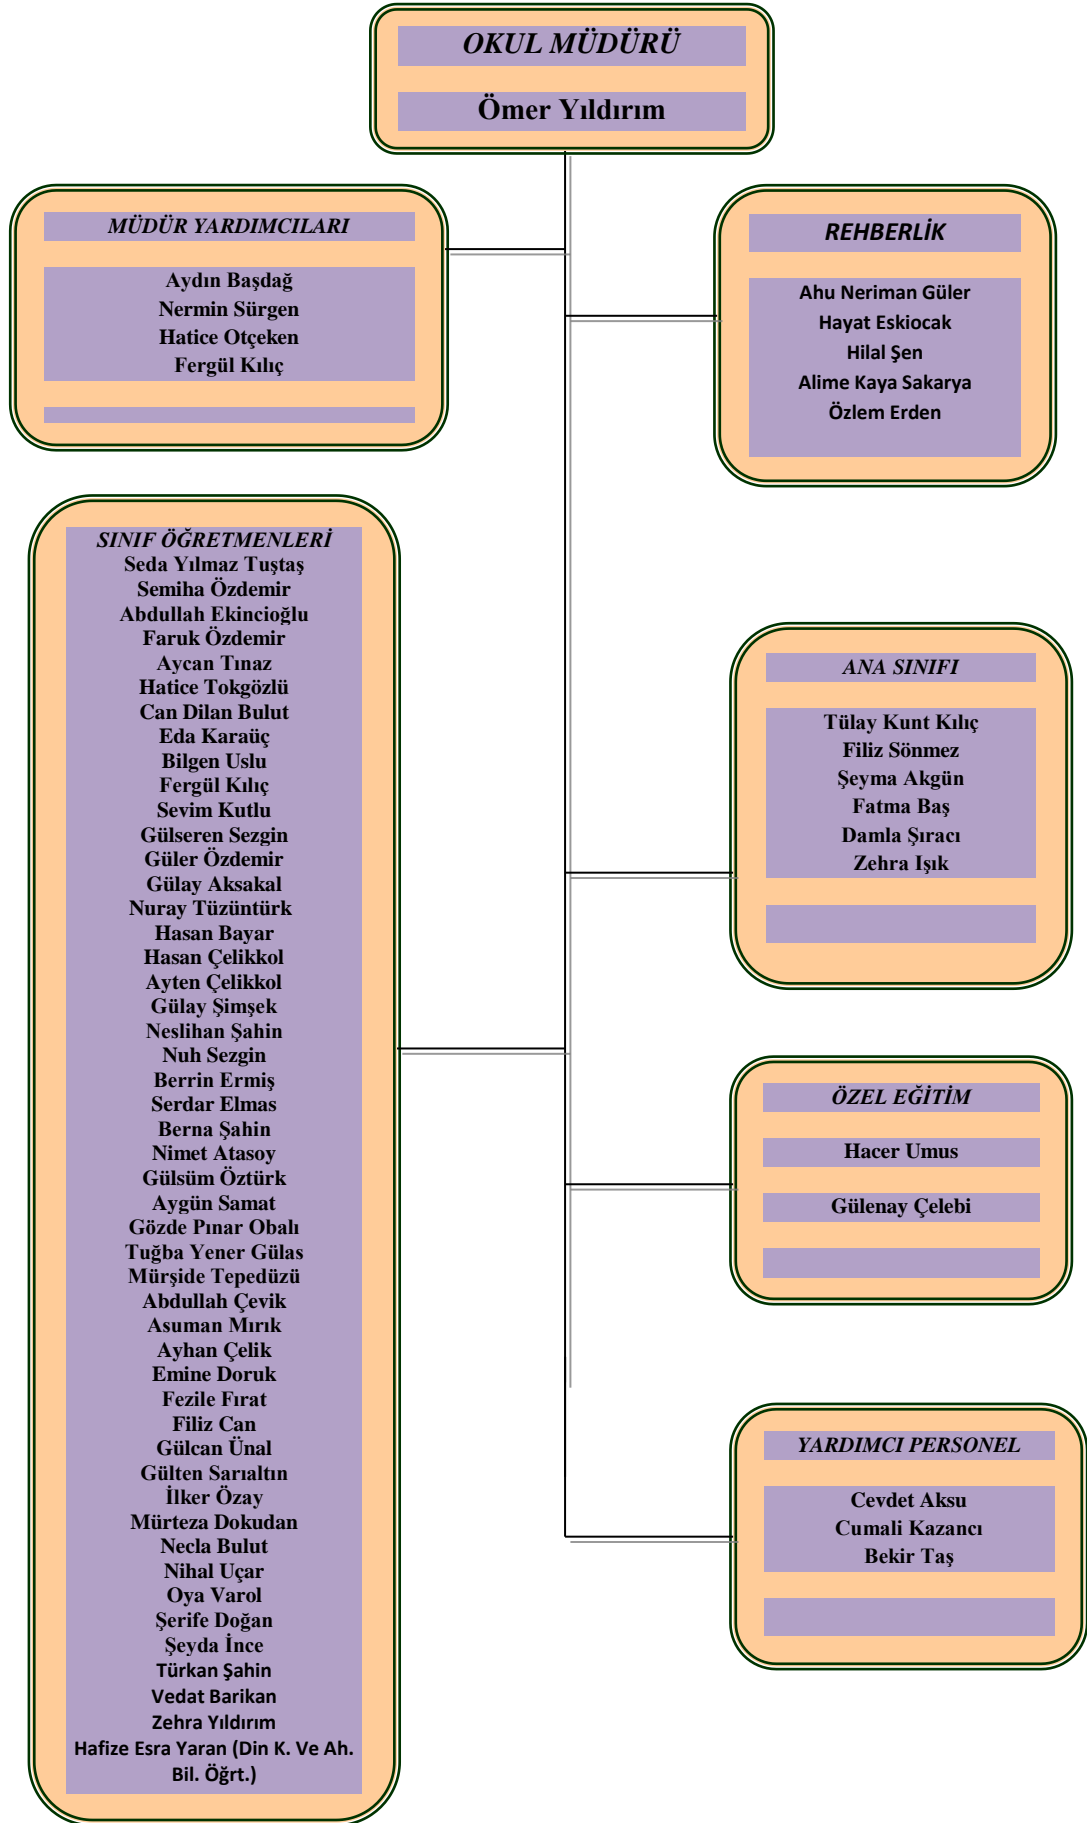 OKUL MÜDÜRÜ
Ömer Yıldırım
MÜDÜR YARDIMCILARI
Aydın Başdağ
Nermin Sürgen
Hatice Otçeken
Fergül Kılıç
REHBERLİK
Ahu Neriman Güler
Hayat Eskiocak
Hilal Şen
Alime Kaya Sakarya
Özlem Erden
SINIF ÖĞRETMENLERİ
Seda Yılmaz Tuştaş
Semiha Özdemir
Abdullah Ekincioğlu
Faruk Özdemir
Aycan Tınaz
Hatice Tokgözlü
Can Dilan Bulut
Eda Karaüç
Bilgen Uslu
Fergül Kılıç
Sevim Kutlu
Gülseren Sezgin
Güler Özdemir
Gülay Aksakal
Nuray Tüzüntürk
Hasan Bayar
Hasan Çelikkol
Ayten Çelikkol
Gülay Şimşek
Neslihan Şahin
Nuh Sezgin
Berrin Ermiş
Serdar Elmas
Berna Şahin
Nimet Atasoy
Gülsüm Öztürk
Aygün Samat
Gözde Pınar Obalı
Tuğba Yener Gülas
Mürşide Tepedüzü
Abdullah Çevik
Asuman Mırık
Ayhan Çelik
Emine Doruk
Fezile Fırat
Filiz Can
Gülcan Ünal
Gülten Sarıaltın
İlker Özay
Mürteza Dokudan
Necla Bulut
Nihal Uçar
Oya Varol
Şerife Doğan
Şeyda İnce
Türkan Şahin
Vedat Barikan
Zehra Yıldırım
Hafize Esra Yaran (Din K. Ve Ah.
Bil. Öğrt.)
ANA SINIFI
Tülay Kunt Kılıç
Filiz Sönmez
Şeyma Akgün
Fatma Baş
Damla Şıracı
Zehra Işık
ÖZEL EĞİTİM
Hacer Umus
Gülenay Çelebi
YARDIMCI PERSONEL
Cevdet Aksu
Cumali Kazancı
Bekir Taş